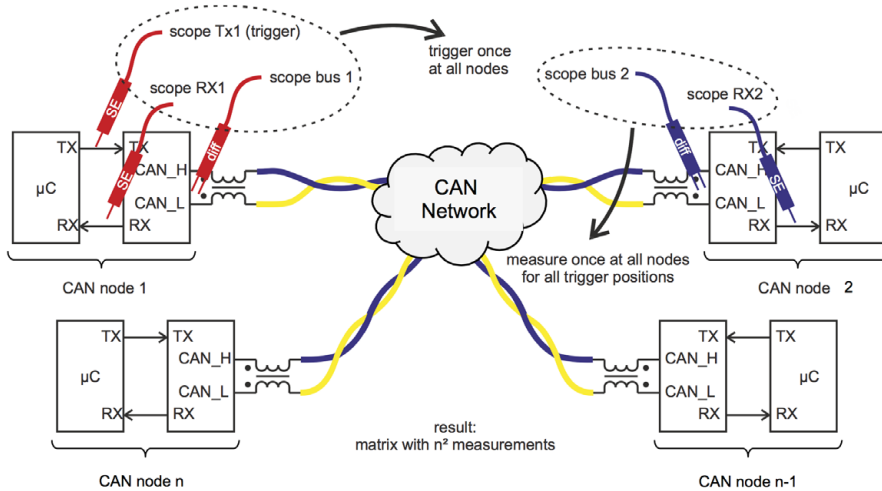 scope Tx1 (trigger)
scope RX1
scope bus 1
trigger once
at all nodes
scope bus 2
scope RX2
SE
SE
diff
diff
SE
TX
TX
CAN_H
µC
CAN_L
RX
RX
CAN node 1
CAN
Network
TX
TX
CAN_H
µC
CAN_L
RX
RX
CAN node 2
measure once at all nodes
for all trigger positions
TX
TX
CAN_H
µC
CAN_L
RX
RX
CAN node n
result:
matrix with n² measurements
TX
TX
CAN_H
µC
CAN_L
RX
RX
CAN node n-1